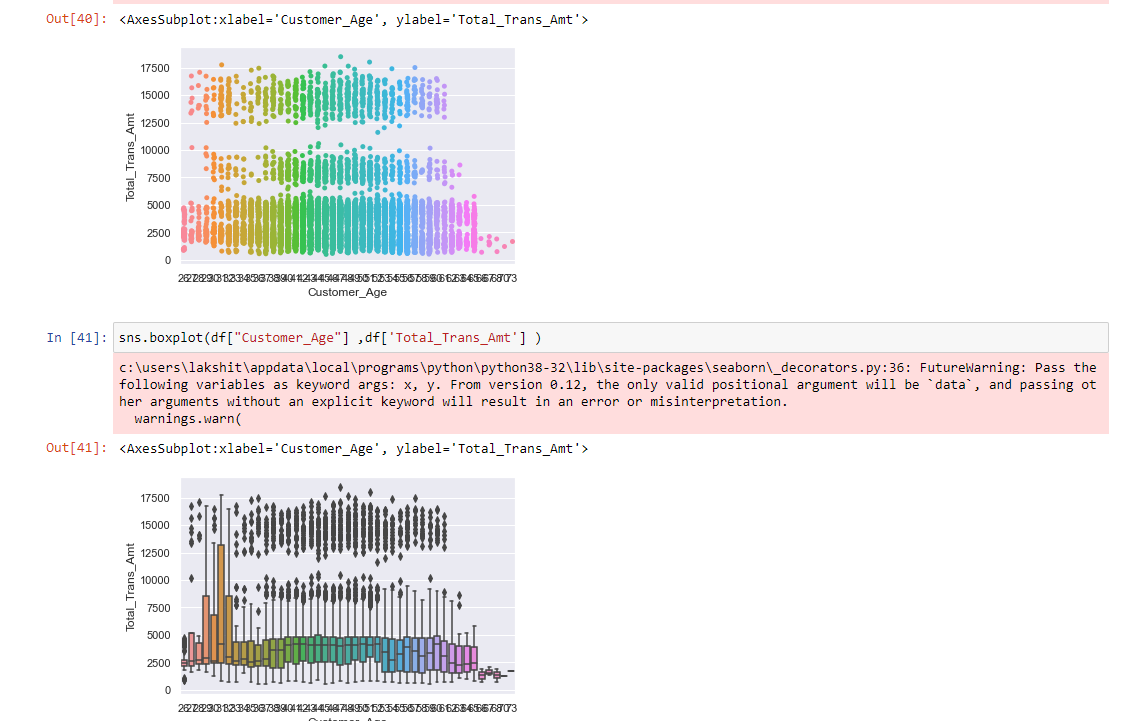 Out[40]: <AxesSubplot:xlabel='Customer_Age', ylabel='Total_Trans_Amt'>
17500
15000
12500
10000
7500
5000
2500
0
Total_Trans_Amt
Customer_Age
In [41]: sns.boxplot(df["Customer_Age"] ,df['Total_Trans_Amt'] )
c:\users\lakshit\appdata\local\programs\python\python38-32\lib\site-packages\seaborn\_decorators.py:36: FutureWarning: Pass the
following variables as keyword args: x, y. From version 0.12, the only valid positional argument will be `data`, and passing ot
her arguments without an explicit keyword will result in an error or misinterpretation.
warnings.warn(
Out[41]: <AxesSubplot:xlabel='Customer_Age', ylabel='Total_Trans_Amt'>
17500
15000
12500
10000
7500
5000
2500
0
Total_Trans_Amt
Customer_Age